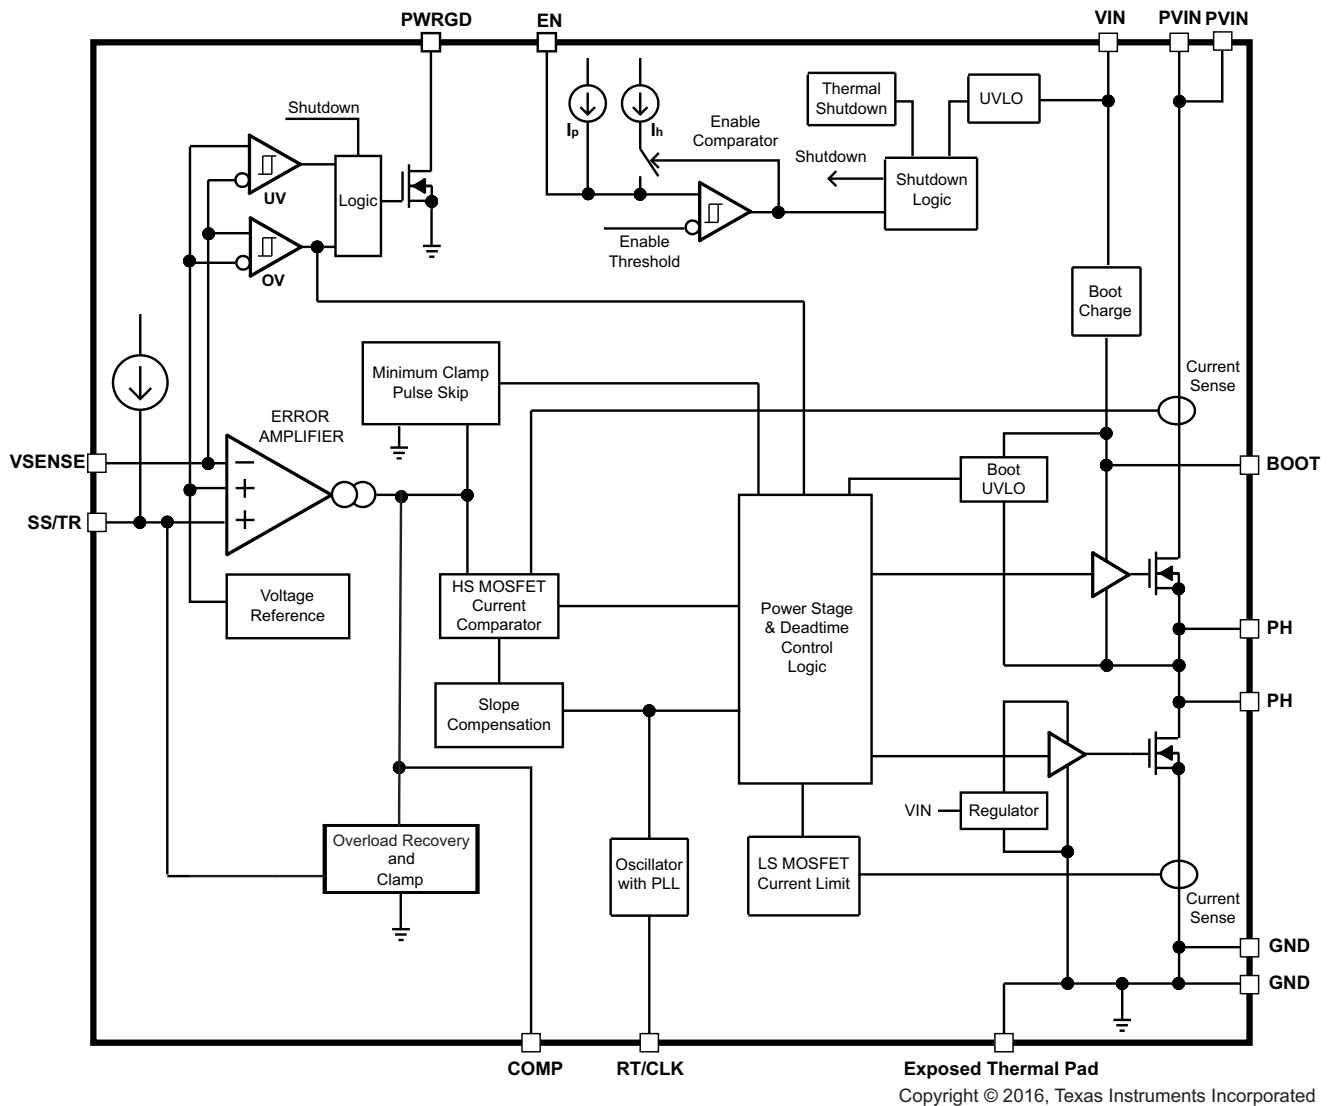 PWRGD
EN
VIN
PVIN
PVIN
Shutdown
UV
OV
Logic
Ip
Ih
Enable
Comparator
Enable
Threshold
Thermal
Shutdown
UVLO
Shutdown
Shutdown
Logic
Boot
Charge
Current
Sense
Minimum Clamp
Pulse Skip
ERROR
AMPLIFIER
VSENSE
SS/TR
−
+
+
Voltage
Reference
HS MOSFET
Current
Comparator
Slope
Compensation
Boot
UVLO
BOOT
Power Stage
& Deadtime
Control
Logic
PH
PH
VIN
Regulator
Overload Recovery
and
Clamp
Oscillator
with PLL
LS MOSFET
Current Limit
Current
Sense
GND
GND
COMP
RT/CLK
Exposed Thermal Pad
Copyright © 2016, Texas Instruments Incorporated